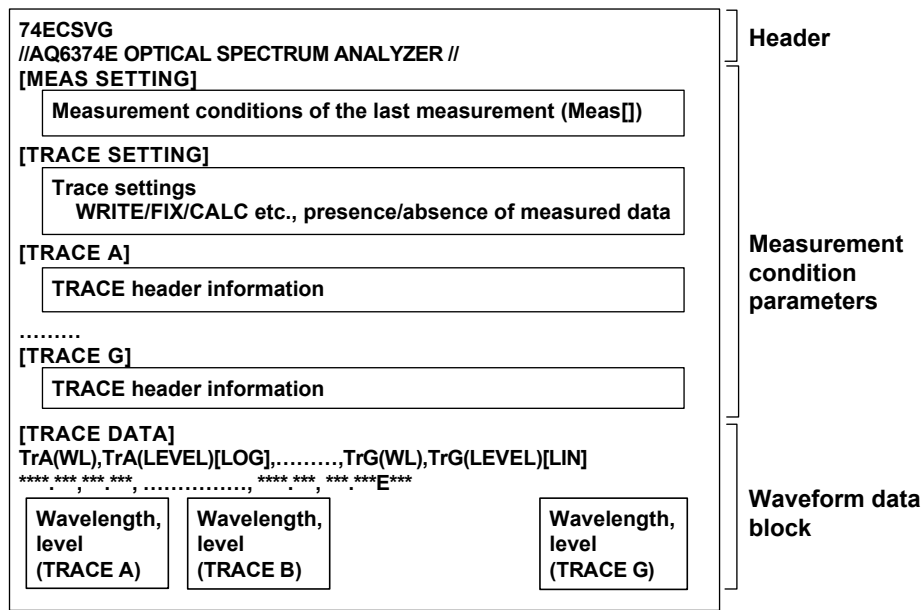 74ECSVG
//AQ6374E OPTICAL SPECTRUM ANALYZER //
Header
[MEAS SETTING]
Measurement conditions of the last measurement (Meas[])
[TRACE SETTING]
Trace settings
WRITE/FIX/CALC etc., presence/absence of measured data
[TRACE A]
TRACE header information
.........
[TRACE G]
TRACE header information
Measurement
condition
parameters
[TRACE DATA]
TrA(WL),TrA(LEVEL)[LOG],.........,TrG(WL),TrG(LEVEL)[LIN]
****.***,***.***, ..............., ****.***, ***.***E***
Wavelength,
level
(TRACE A)
Wavelength,
level
(TRACE B)
Wavelength,
level
(TRACE G)
Waveform data
block